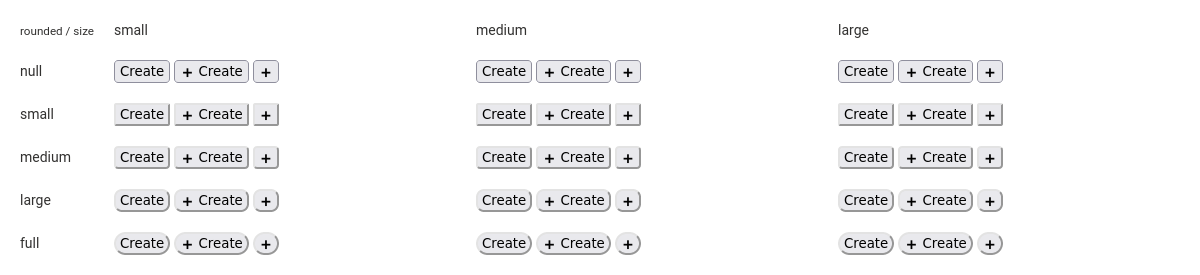 rounded / size small medium large
null Create + Create + Create + Create + Create + Create +
small Create + Create + Create + Create + Create + Create +
medium Create + Create + Create + Create + Create + Create +
large Create + Create + Create + Create + Create + Create +
full Create + Create + Create + Create + Create + Create +